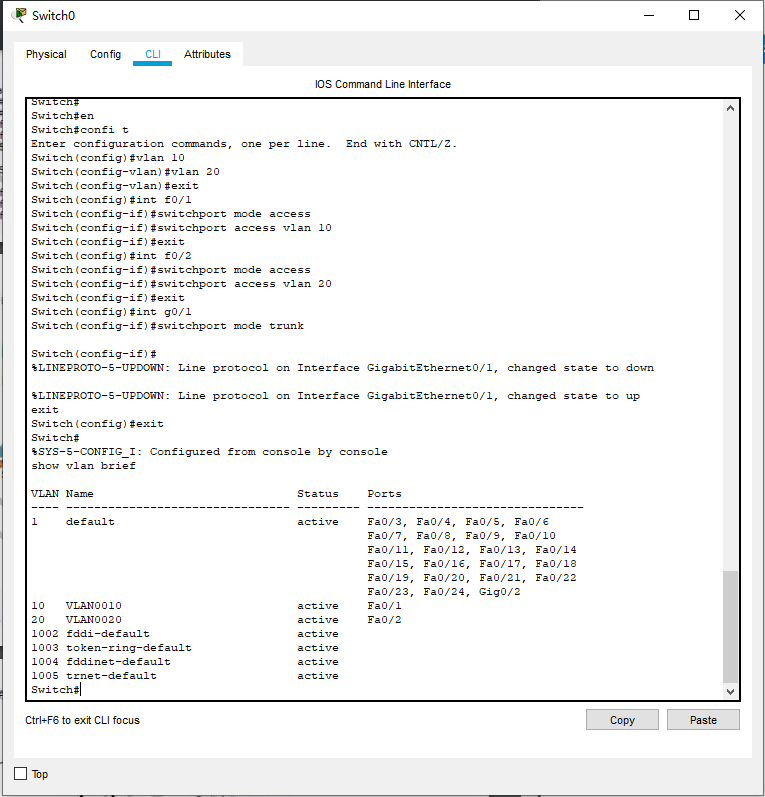 Switch0
Physical Config CLI Attributes
IOS Command Line Interface
Switch#
Switch#en
Switch#confi t
Enter configuration commands, one per line.  End with CNTL/Z.
Switch(config)#vlan 10
Switch(config-vlan)#vlan 20
Switch(config-vlan)#exit
Switch(config)#int f0/1
Switch(config-if)#switchport mode access
Switch(config-if)#switchport access vlan 10
Switch(config-if)#exit
Switch(config)#int f0/2
Switch(config-if)#switchport mode access
Switch(config-if)#switchport access vlan 20
Switch(config-if)#exit
Switch(config)#int g0/1
Switch(config-if)#switchport mode trunk
Switch(config-if)#
%LINEPROTO-5-UPDOWN: Line protocol on Interface GigabitEthernet0/1, changed state to down
%LINEPROTO-5-UPDOWN: Line protocol on Interface GigabitEthernet0/1, changed state to up
exit
Switch(config)#exit
Switch#
%SYS-5-CONFIG_I: Configured from console by console
show vlan brief
VLAN Name                             Status    Ports
---- -------------------------------- --------- -------------------------------
1    default                          active    Fa0/3, Fa0/4, Fa0/5, Fa0/6
                                                Fa0/7, Fa0/8, Fa0/9, Fa0/10
                                                Fa0/11, Fa0/12, Fa0/13, Fa0/14
                                                Fa0/15, Fa0/16, Fa0/17, Fa0/18
                                                Fa0/19, Fa0/20, Fa0/21, Fa0/22
                                                Fa0/23, Fa0/24, Gig0/2
10   VLAN0010                         active    Fa0/1
20   VLAN0020                         active    Fa0/2
1002 fddi-default                     active
1003 token-ring-default               active
1004 fddinet-default                  active
1005 trnet-default                    active
Switch#
Ctrl+F6 to exit CLI focus
Copy Paste
Top